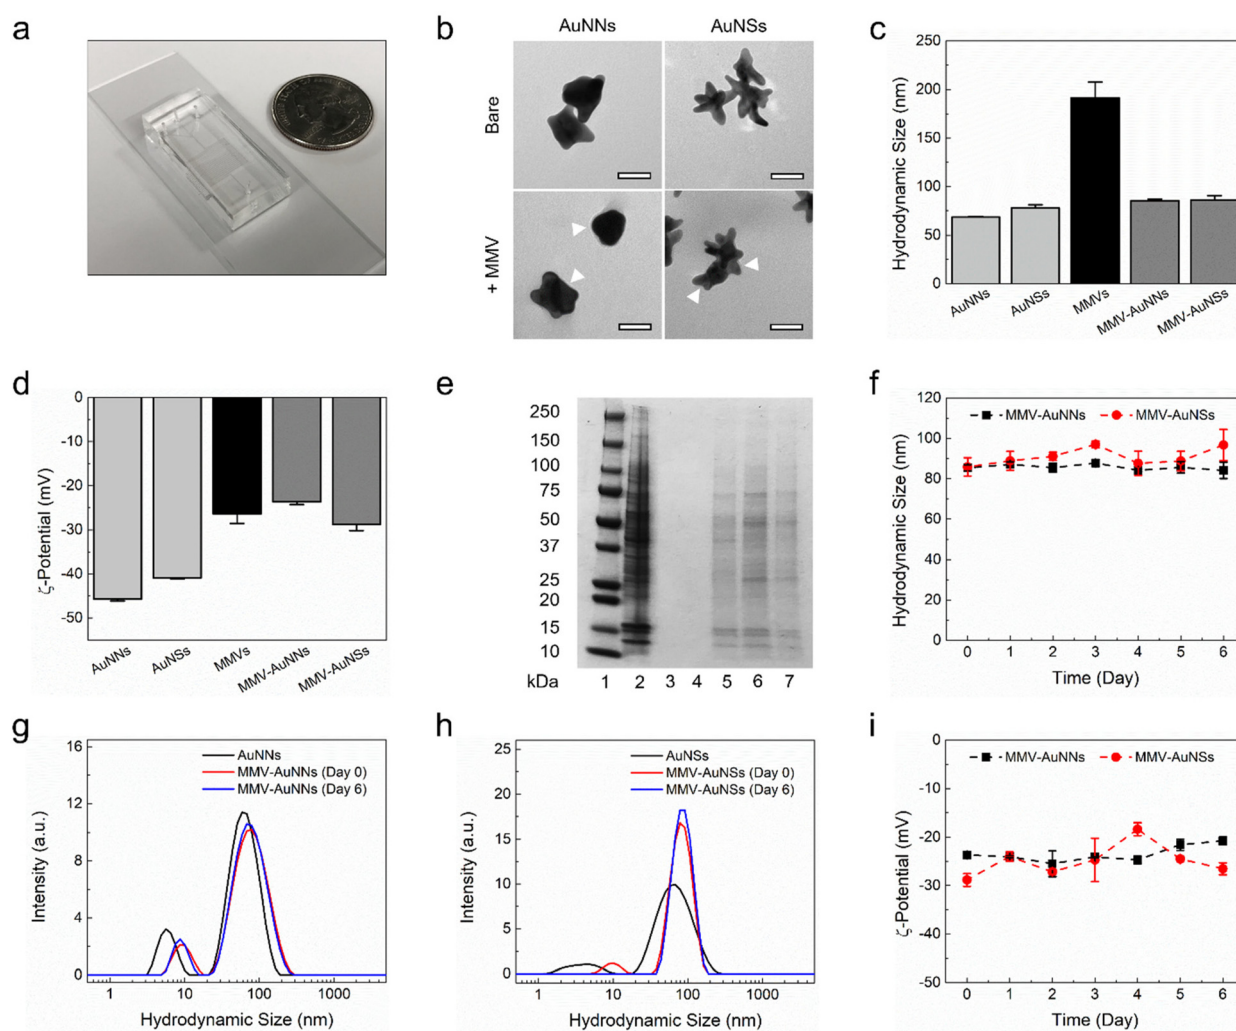 a
b
AuNNs
AuNSs
Bare
+ MMV
c
250
200
150
100
50
0
Hydrodynamic Size (nm)
AuNNs
AuNSs
MMVs
MMV-AuNNs
MMV-AuNSs
d
0
-10
-20
-30
-40
-50
ζ-Potential (mV)
AuNNs
AuNSs
MMVs
MMV-AuNNs
MMV-AuNSs
e
250
150
100
75
50
37
25
20
15
10
kDa 1 2 3 4 5 6 7
f
MMV-AuNNs MMV-AuNSs
120
100
80
60
40
20
0
Hydrodynamic Size (nm)
0 1 2 3 4 5 6
Time (Day)
g
AuNNs
MMV-AuNNs (Day 0)
MMV-AuNNs (Day 6)
16
12
8
4
0
Intensity (a.u.)
1 10 100 1000
Hydrodynamic Size (nm)
h
AuNSs
MMV-AuNSs (Day 0)
MMV-AuNSs (Day 6)
25
20
15
10
5
0
Intensity (a.u.)
1 10 100 1000
Hydrodynamic Size (nm)
i
MMV-AuNNs MMV-AuNSs
0
-10
-20
-30
-40
-50
ζ-Potential (mV)
0 1 2 3 4 5 6
Time (Day)